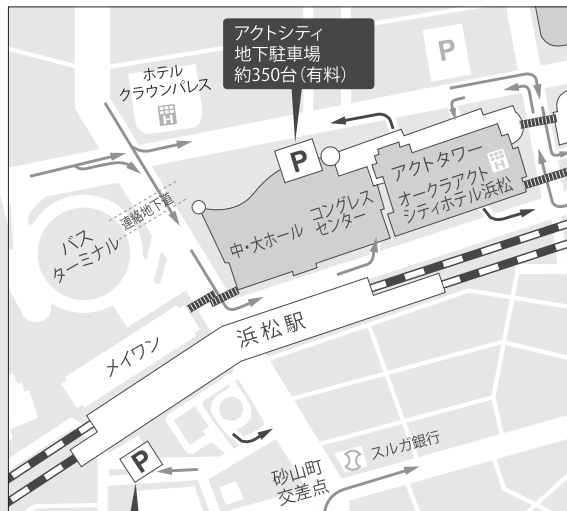 アクトシティ
地下駐車場
約350台(有料)
ホテル
クラウンパレス
P
P
H
アクトタワー
H
オークラアクト
シティホテル浜松
コングレス
センター
中・大ホール
連絡地下道
バス
ターミナル
メイワン
浜松駅
P
スルガ銀行
砂山町
交差点